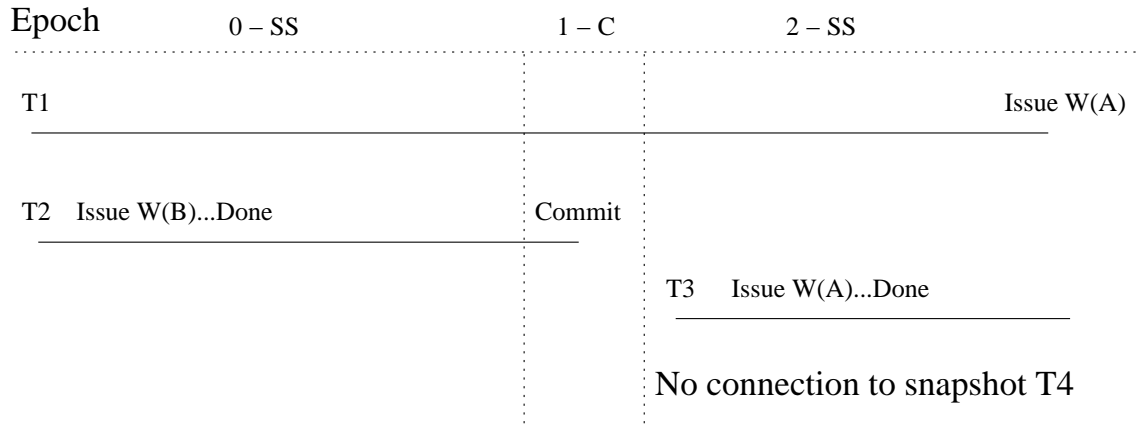 Epoch 0 – SS 1 – C 2 – SS
T1 Issue W(A)
T2 Issue W(B)...Done Commit
T3 Issue W(A)...Done
No connection to snapshot T4